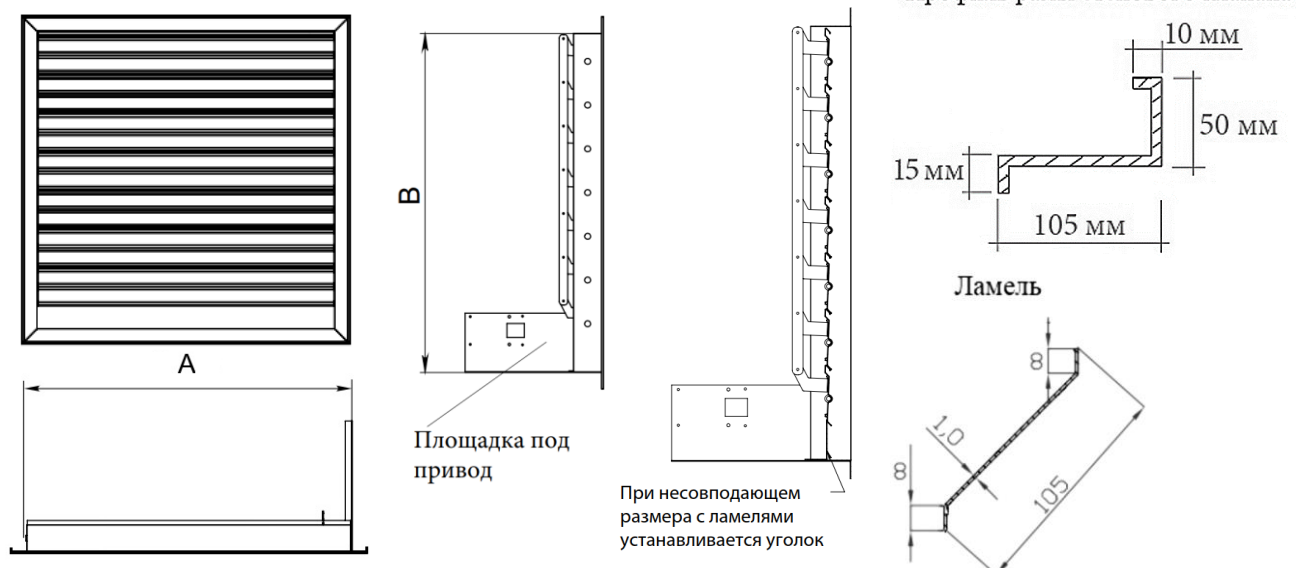 10 мм
50 мм
15 мм
105 мм
B
A
Площадка под
привод
При несовподающем
размера с ламелями
устанавливается уголок
Ламель
8
1,0
8
105